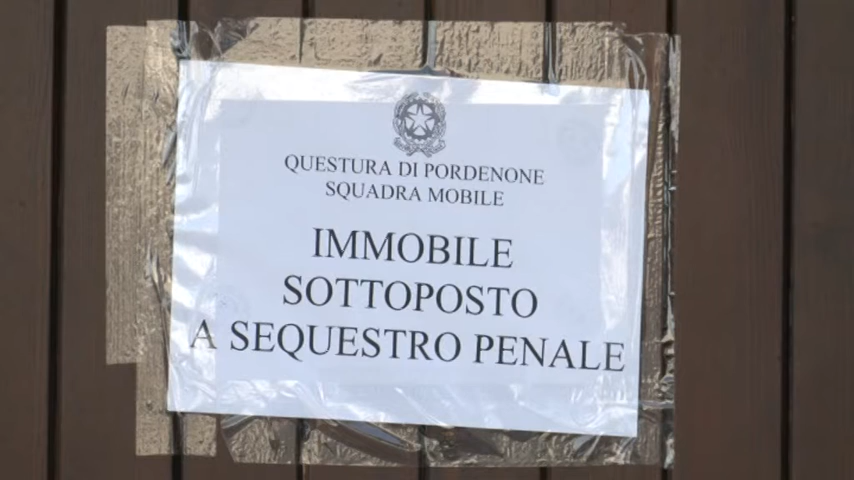 QUESTURA DI PORDENONE
SQUADRA MOBILE
IMMOBILE
SOTTOPOSTO
A SEQUESTRO PENALE